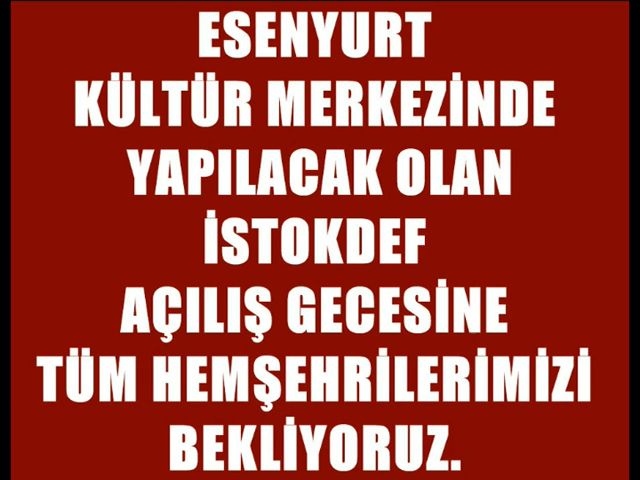 ESENYURT
KÜLTÜR MERKEZİNDE
YAPILACAK OLAN
İSTOKDEF
AÇILIŞ GECESİNE
TÜM HEMŞEHRİLERİMİZİ
BEKLİYORUZ.